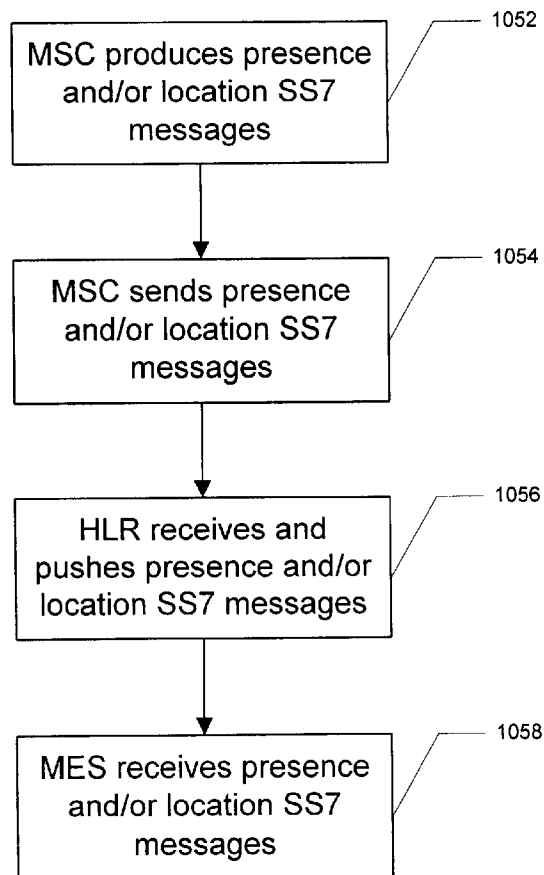 1052
MSC produces presence
and/or location SS7
messages
1054
MSC sends presence
and/or location SS7
messages
1056
HLR receives and
pushes presence and/or
location SS7 messages
1058
MES receives presence
and/or location SS7
messages